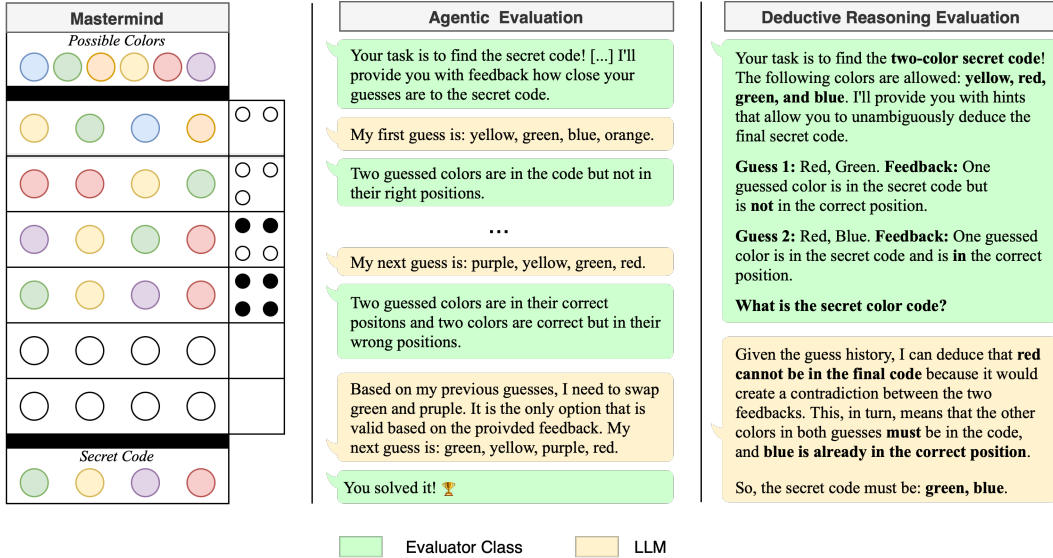 Mastermind
Possible Colors
Secret Code
Agentic Evaluation
Your task is to find the secret code! [...] I'll
provide you with feedback how close your
guesses are to the secret code.
My first guess is: yellow, green, blue, orange.
Two guessed colors are in the code but not in
their right positions.
...
My next guess is: purple, yellow, green, red.
Two guessed colors are in their correct
positons and two colors are correct but in their
wrong positions.
Based on my previous guesses, I need to swap
green and pruple. It is the only option that is
valid based on the proivded feedback. My
next guess is: green, yellow, purple, red.
You solved it! 🏆
Deductive Reasoning Evaluation
Your task is to find the two-color secret code!
The following colors are allowed: yellow, red,
green, and blue. I'll provide you with hints
that allow you to unambiguously deduce the
final secret code.
Guess 1: Red, Green. Feedback: One
guessed color is in the secret code but
is not in the correct position.
Guess 2: Red, Blue. Feedback: One guessed
color is in the secret code and is in the correct
position.
What is the secret color code?
Given the guess history, I can deduce that red
cannot be in the final code because it would
create a contradiction between the two
feedbacks. This, in turn, means that the other
colors in both guesses must be in the code,
and blue is already in the correct position.
So, the secret code must be: green, blue.
Evaluator Class
LLM